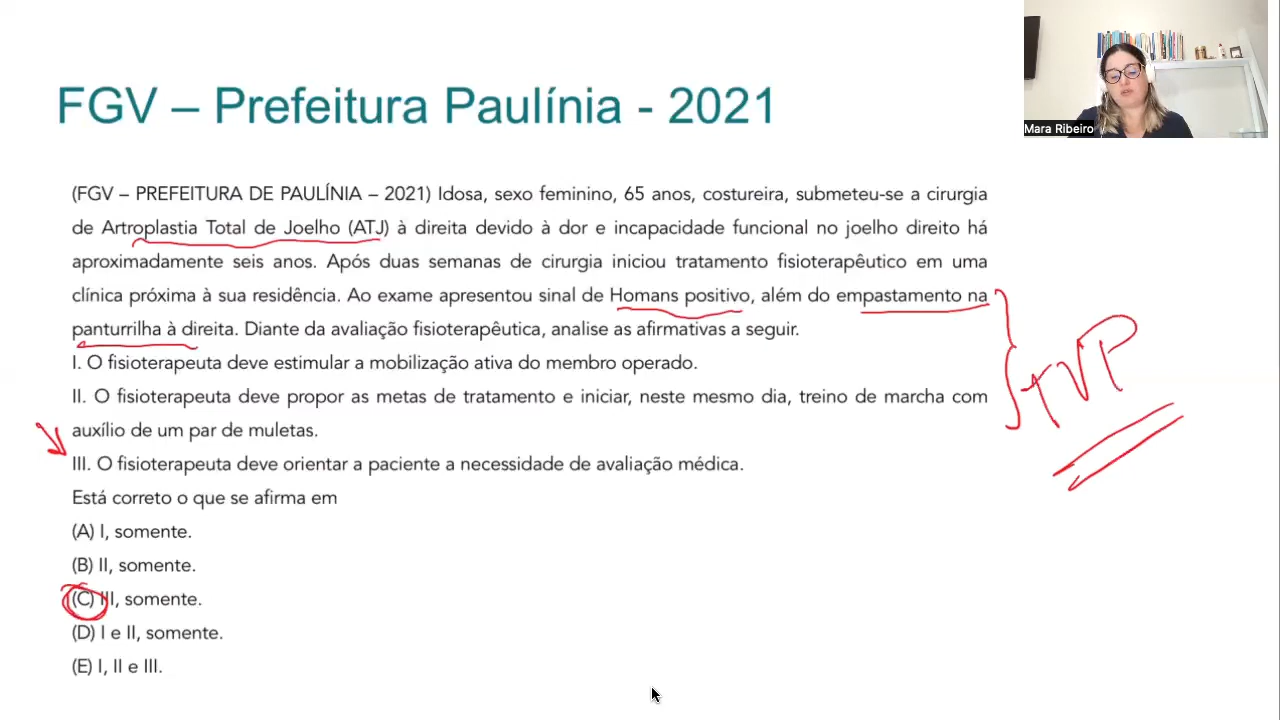 FGV – Prefeitura Paulínia - 2021
Mara Ribeiro
(FGV – PREFEITURA DE PAULÍNIA – 2021) Idosa, sexo feminino, 65 anos, costureira, submeteu-se a cirurgia
de Artroplastia Total de Joelho (ATJ) à direita devido à dor e incapacidade funcional no joelho direito há
aproximadamente seis anos. Após duas semanas de cirurgia iniciou tratamento fisioterapêutico em uma
clínica próxima à sua residência. Ao exame apresentou sinal de Homans positivo, além do empastamento na
panturrilha à direita. Diante da avaliação fisioterapêutica, analise as afirmativas a seguir.
TVP
I. O fisioterapeuta deve estimular a mobilização ativa do membro operado.
II. O fisioterapeuta deve propor as metas de tratamento e iniciar, neste mesmo dia, treino de marcha com
auxílio de um par de muletas.
III. O fisioterapeuta deve orientar a paciente a necessidade de avaliação médica.
Está correto o que se afirma em
(A) I, somente.
(B) II, somente.
(C) III, somente.
(D) I e II, somente.
(E) I, II e III.